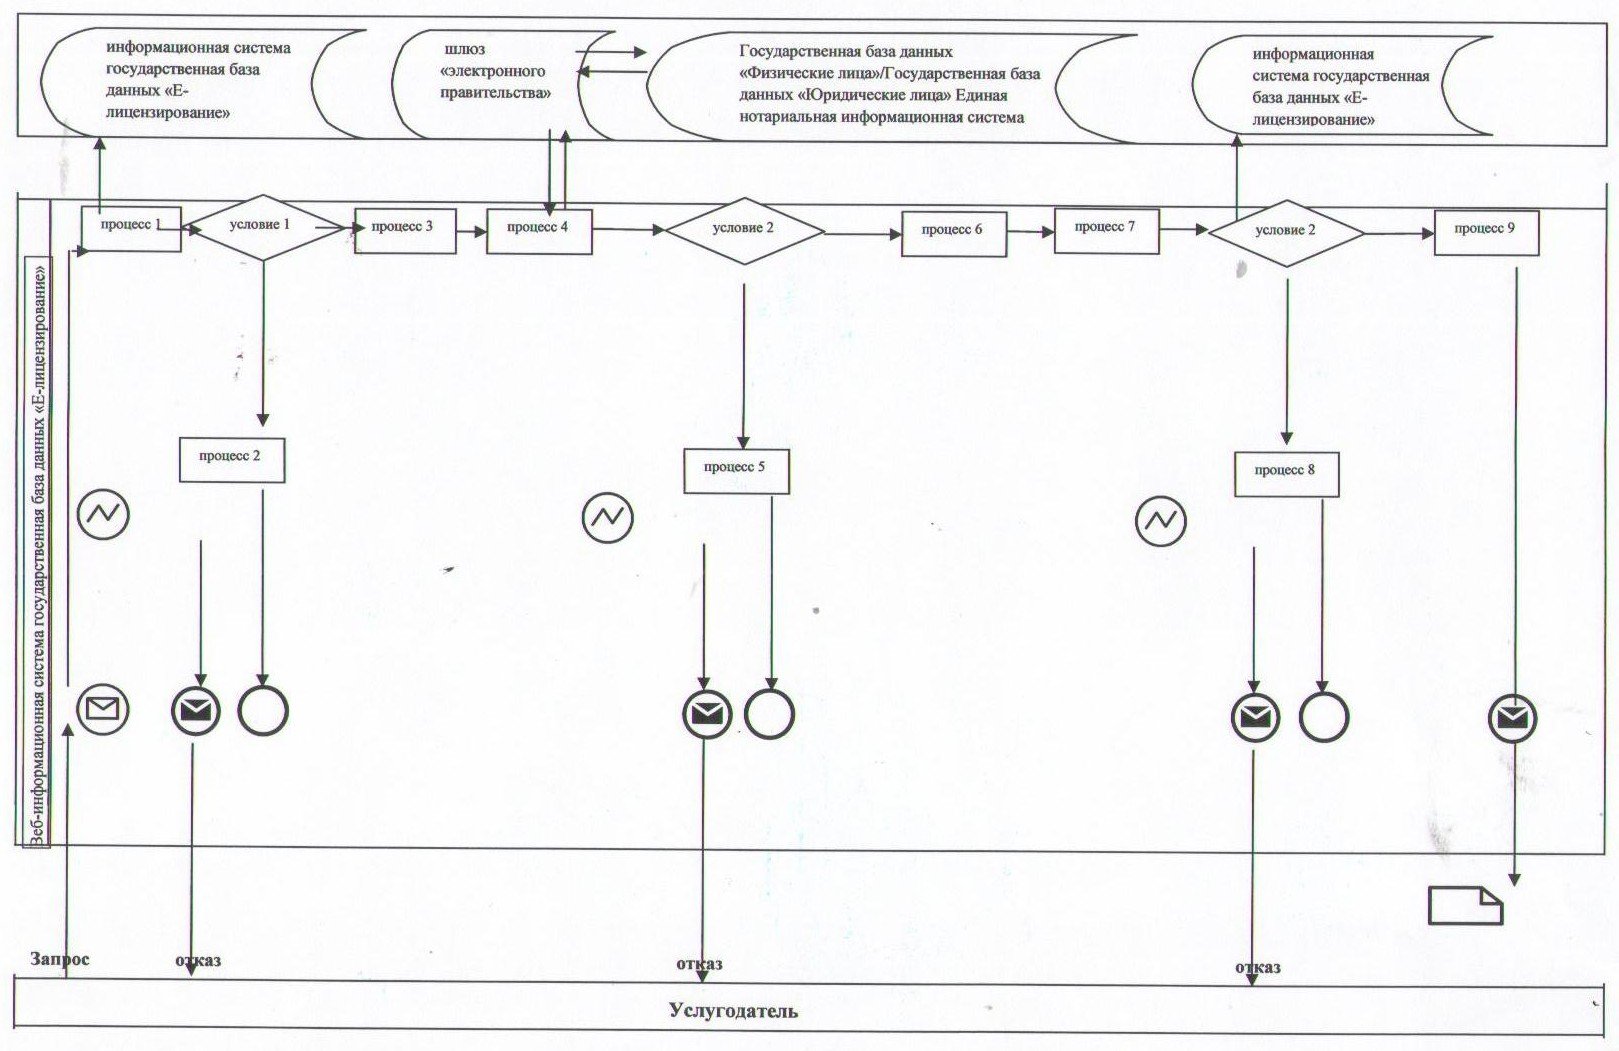 информационная система
государственная база
данных «Е-
лицензирование»
шлюз
«электронного
правительства»
Государственная база данных
«Физические лица»/Государственная база
данных «Юридические лица» Единая
нотариальная информационная система
информационная
система государственная
база данных «Е-
лицензирование»
процесс 1
условие 1
процесс 3
процесс 4
условие 2
процесс 6
процесс 7
условие 2
процесс 9
Веб-информационная система государственная база данных «Е-лицензирование»
процесс 2
процесс 5
процесс 8
Запрос
отказ
отказ
отказ
Услугодатель